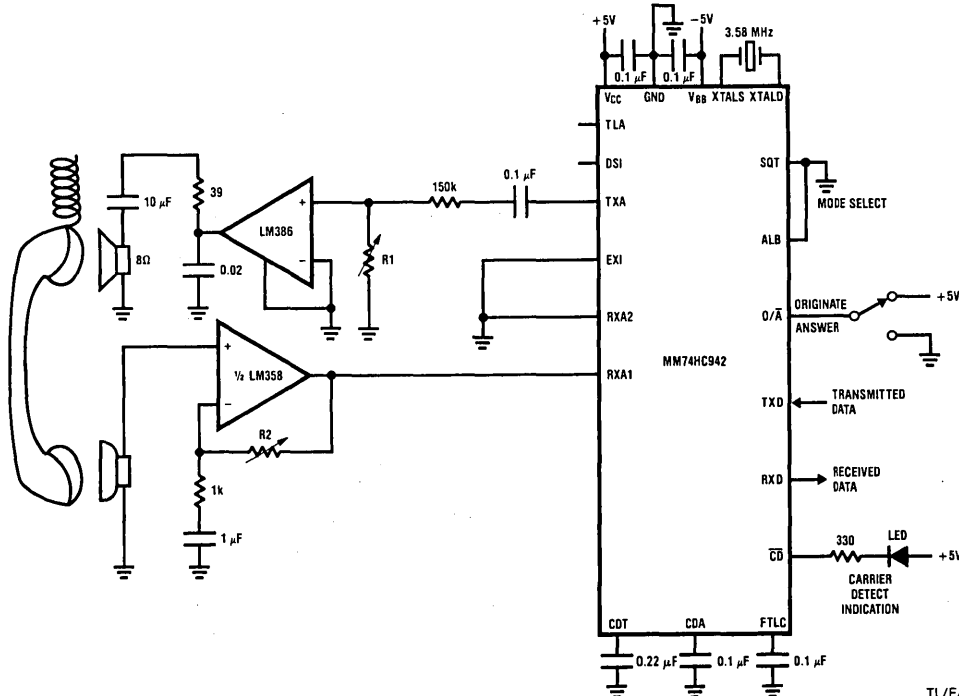 +5V
−5V
3.58 MHz
0.1 µF
0.1 µF
VCC
GND
VBB
XTALS
XTALD
TLA
DSI
SQT
MODE SELECT
39
10 µF
150k
0.1 µF
TXA
LM386
+
−
8Ω
0.02
R1
EXI
ALB
RXA2
O/A̅
ORIGINATE
ANSWER
+5V
MM74HC942
+
½ LM358
−
RXA1
TXD
TRANSMITTED
DATA
R2
1k
1 µF
RXD
RECEIVED
DATA
C̅D̅
330
LED
+5V
CARRIER
DETECT
INDICATION
CDT
CDA
FTLC
0.22 µF
0.1 µF
0.1 µF